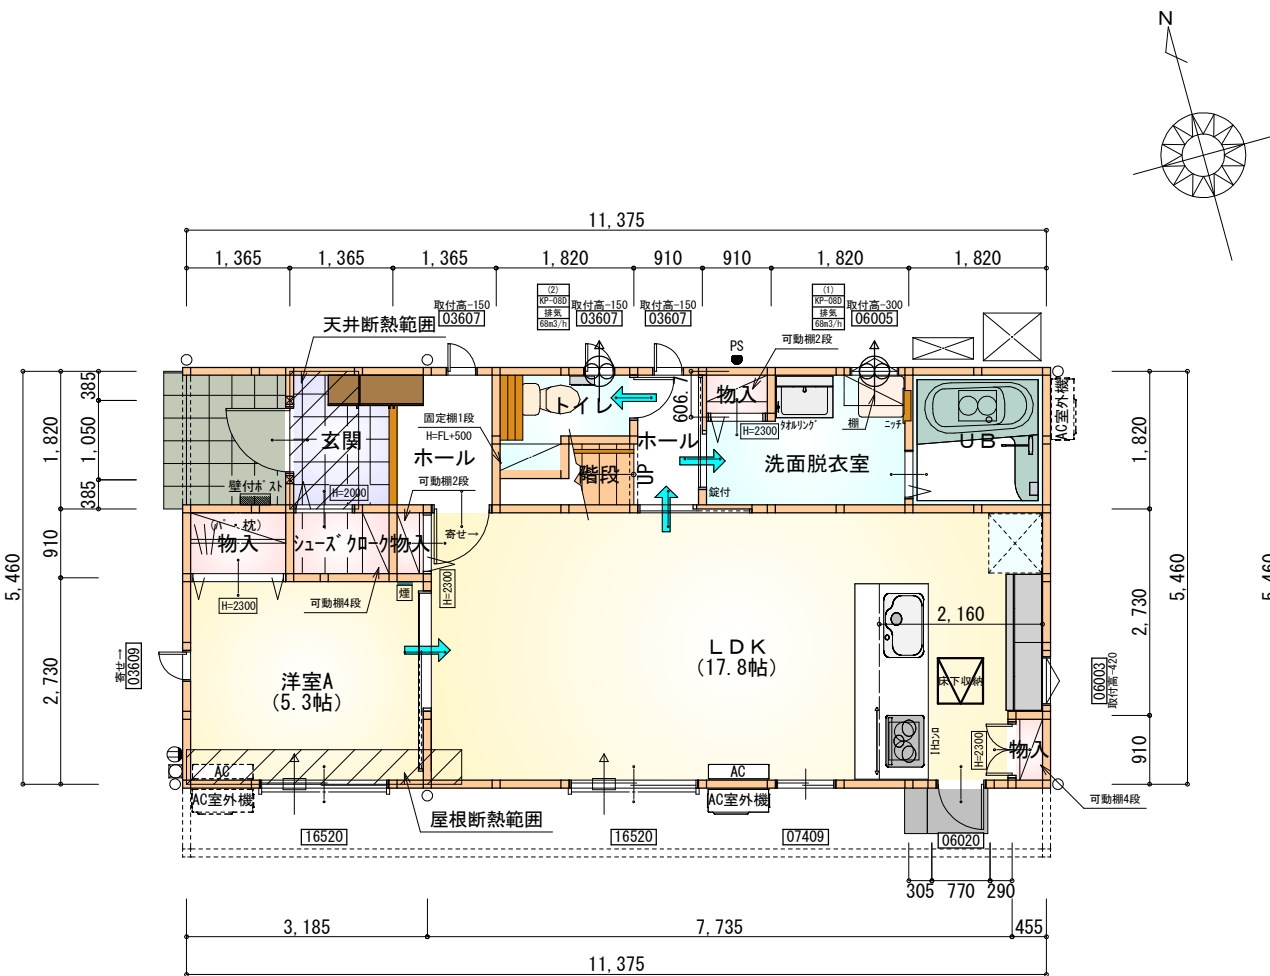 N
11,375
1,365
1,365
1,365
1,820
910
910
1,820
1,820
取付高-150
03607
(2)
KP-08D
排気
68m3/h
取付高-150
03607
取付高-150
03607
(1)
KP-08D
排気
68m3/h
取付高-300
06005
天井断熱範囲
PS
可動棚2段
385
1,820
1,050
385
910
5,460
2,730
玄関
壁付ポスト
H=2000
ホール
固定棚1段
H=FL+500
可動棚2段
トイレ
階段
UP
ホール
606.7
物入
H=2300
タオルリング
棚
ニッチ
洗面脱衣室
錠付
UB
AC室外機
1,820
5,460
2,730
910
5,460
物入
H=2300
シューズクローク
物入
寄せ→
H=2300
可動棚4段
煙
寄せ→
03609
洋室A
(5.3帖)
LDK
(17.8帖)
2,160
床下収納
IHコンロ
H=2300
物入
06003
取付高-420
可動棚4段
AC
AC室外機
AC
AC室外機
屋根断熱範囲
16520
16520
07409
06020
305
770
290
3,185
7,735
455
11,375